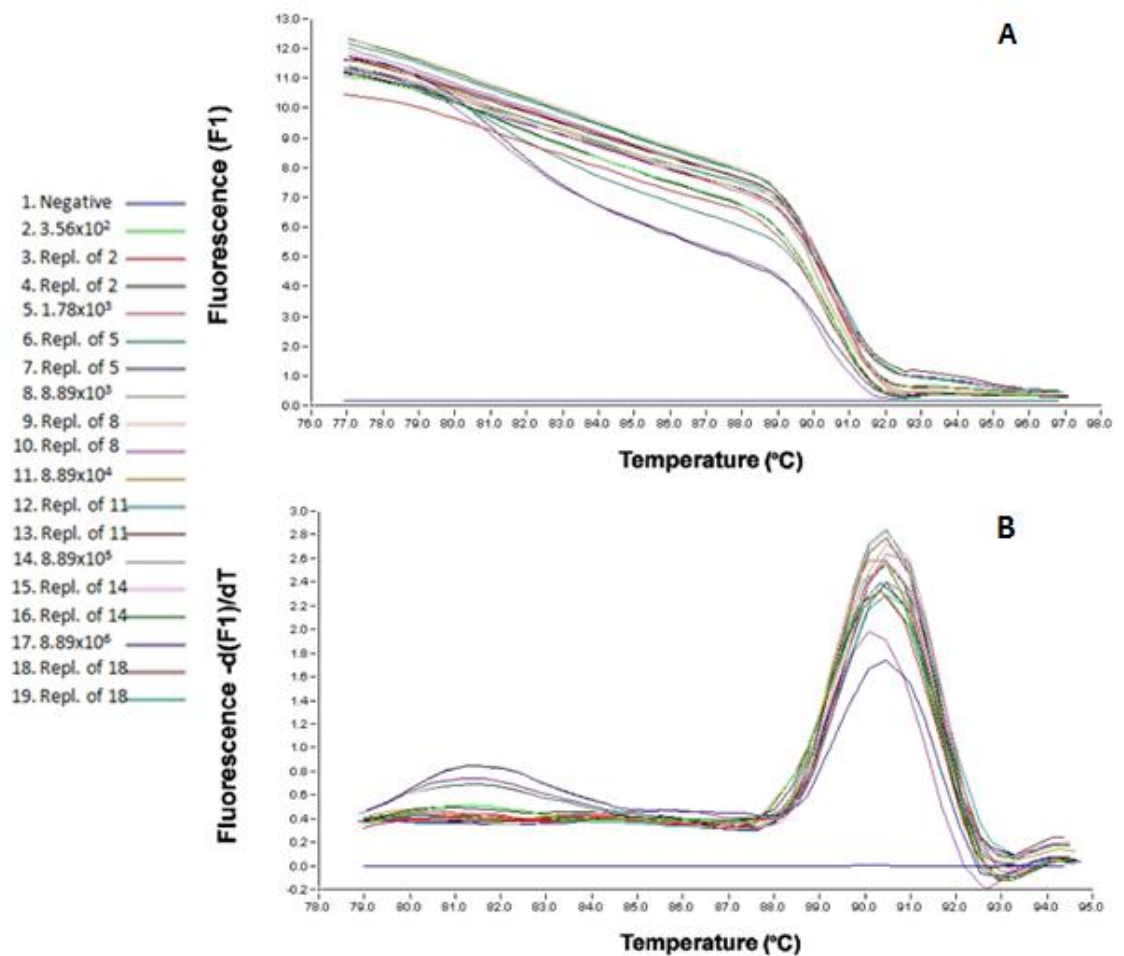 A
13.0
12.0
11.0
10.0
9.0
8.0
7.0
6.0
5.0
4.0
3.0
2.0
1.0
0.0
Fluorescence (F1)
76.0 77.0 78.0 79.0 80.0 81.0 82.0 83.0 84.0 85.0 86.0 87.0 88.0 89.0 90.0 91.0 92.0 93.0 94.0 95.0 96.0 97.0 98.0
Temperature (°C)
1. Negative
2. 3.56x10²
3. Repl. of 2
4. Repl. of 2
5. 1.78x10³
6. Repl. of 5
7. Repl. of 5
8. 8.89x10³
9. Repl. of 8
10. Repl. of 8
11. 8.89x10⁴
12. Repl. of 11
13. Repl. of 11
14. 8.89x10⁵
15. Repl. of 14
16. Repl. of 14
17. 8.89x10⁶
18. Repl. of 18
19. Repl. of 18
B
3.0
2.8
2.6
2.4
2.2
2.0
1.8
1.6
1.4
1.2
1.0
0.8
0.6
0.4
0.2
0.0
-0.2
Fluorescence -d(F1)/dT
78.0 79.0 80.0 81.0 82.0 83.0 84.0 85.0 86.0 87.0 88.0 89.0 90.0 91.0 92.0 93.0 94.0 95.0
Temperature (°C)